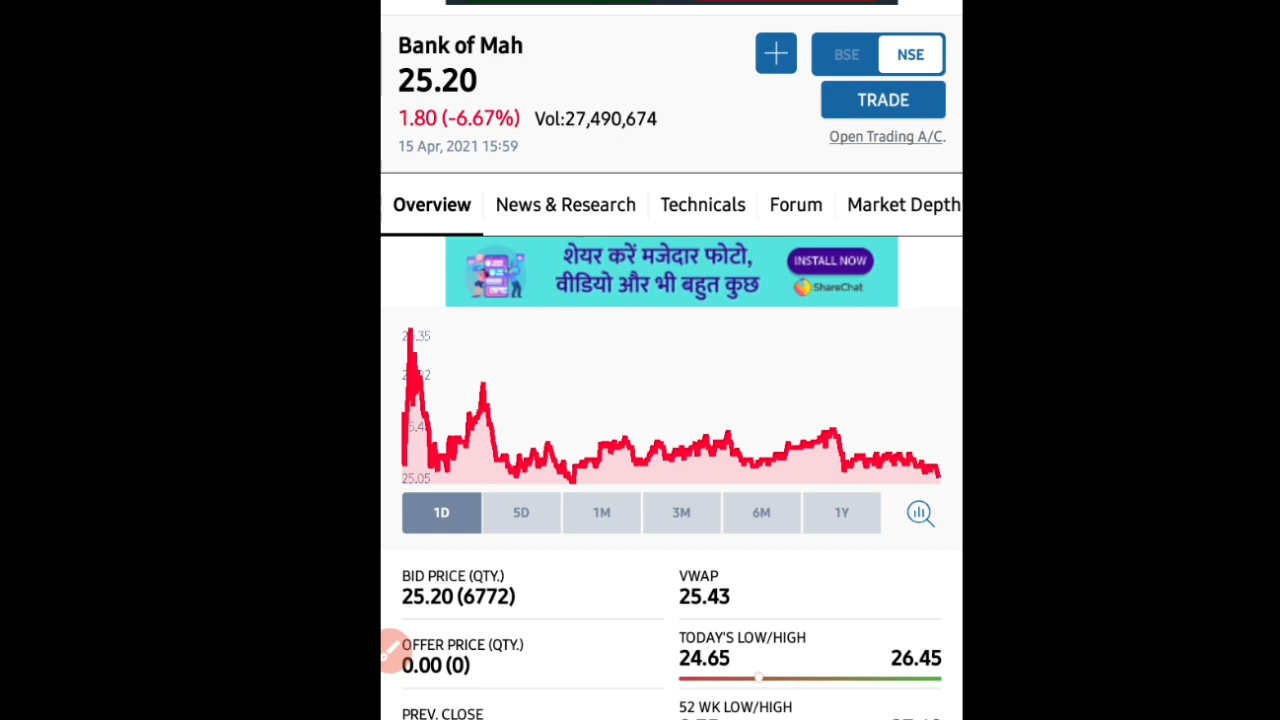 Bank of Mah
25.20
1.80 (-6.67%) Vol:27,490,674
15 Apr, 2021 15:59
BSE NSE
TRADE
Open Trading A/C.
Overview News & Research Technicals Forum Market Depth
शेयर करें मजेदार फोटो,
वीडियो और भी बहुत कुछ
INSTALL NOW
ShareChat
25.05
1D 5D 1M 3M 6M 1Y
BID PRICE (QTY.)
25.20 (6772)
VWAP
25.43
OFFER PRICE (QTY.)
0.00 (0)
TODAY'S LOW/HIGH
24.65 26.45
PREV. CLOSE
52 WK LOW/HIGH